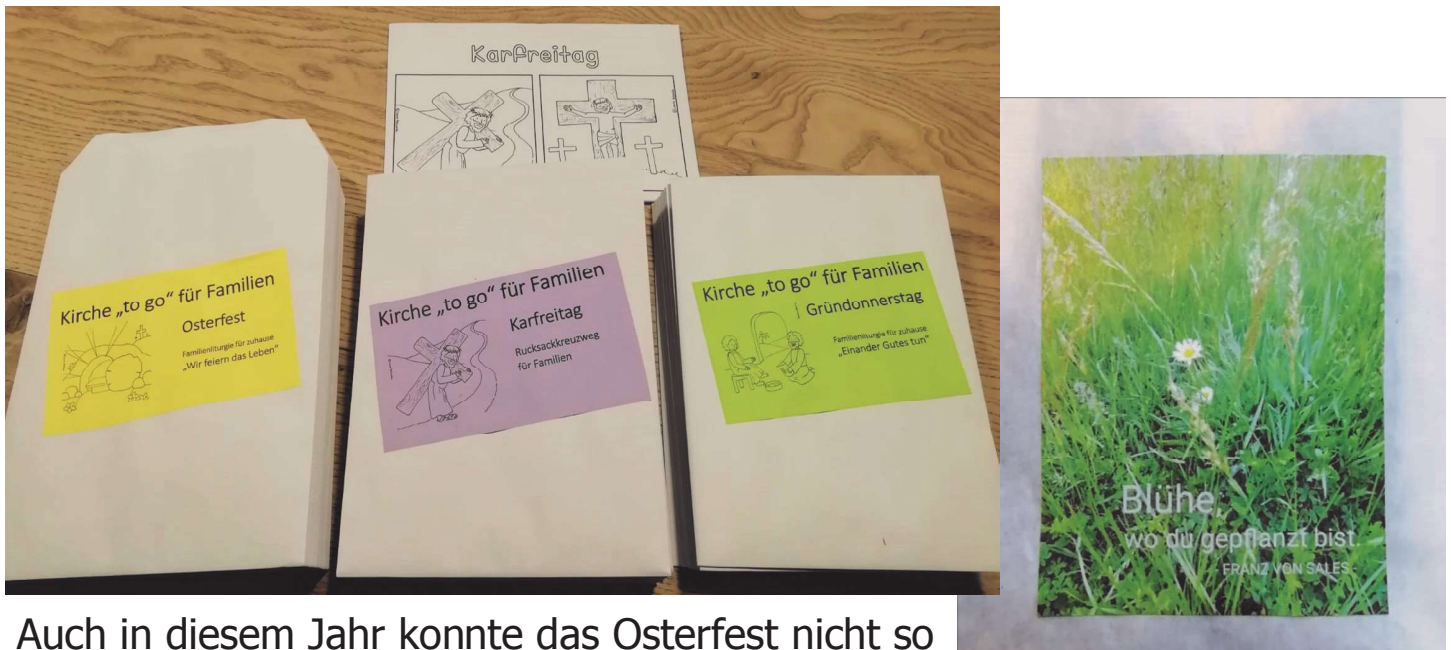 Karfreitag
Kirche „to go“ für Familien
Osterfest
Familienliturgie für zuhause
„Wir feiern das Leben“
Kirche „to go“ für Familien
Karfreitag
Rucksackkreuzweg
für Familien
Kirche „to go“ für Familien
Gründonnerstag
Familienliturgie für zuhause
„Einander Gutes tun“
Blühe,
wo du gepflanzt bist.
- FRANZ VON SALES -
Auch in diesem Jahr konnte das Osterfest nicht so